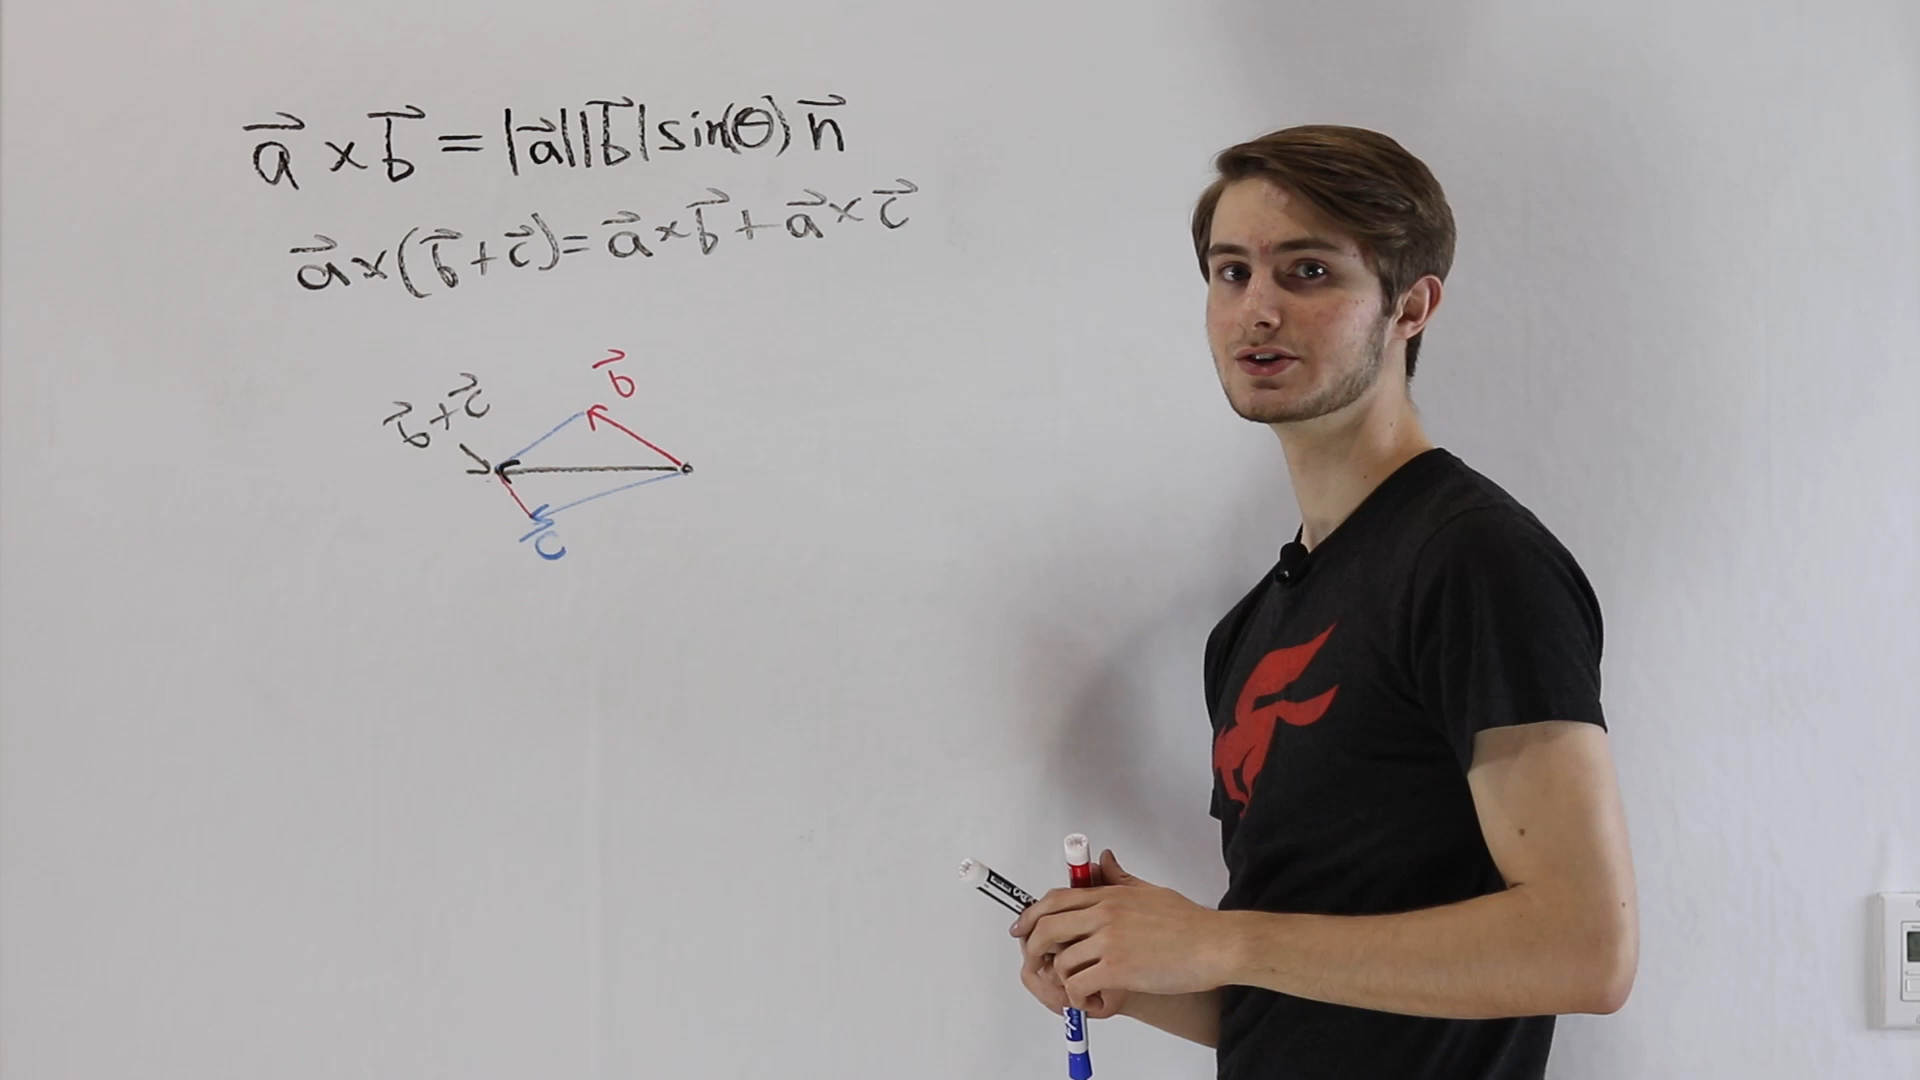 a⃗ × b⃗ = |a⃗||b⃗|sin(θ) n⃗
a⃗ × (b⃗ + c⃗) = a⃗ × b⃗ + a⃗ × c⃗
b⃗
b⃗ + c⃗
c⃗